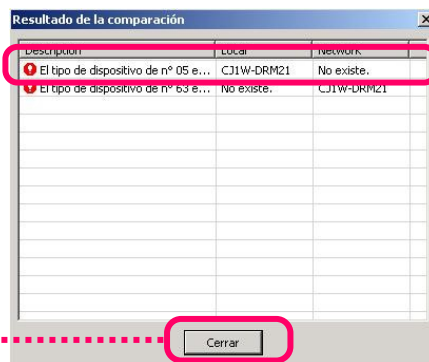 Resultado de la comparación
Description Local Network
El tipo de dispositivo de nº 05 e... CJ1W-DRM21 No existe.
El tipo de dispositivo de nº 63 e... No existe. CJ1W-DRM21
Cerrar